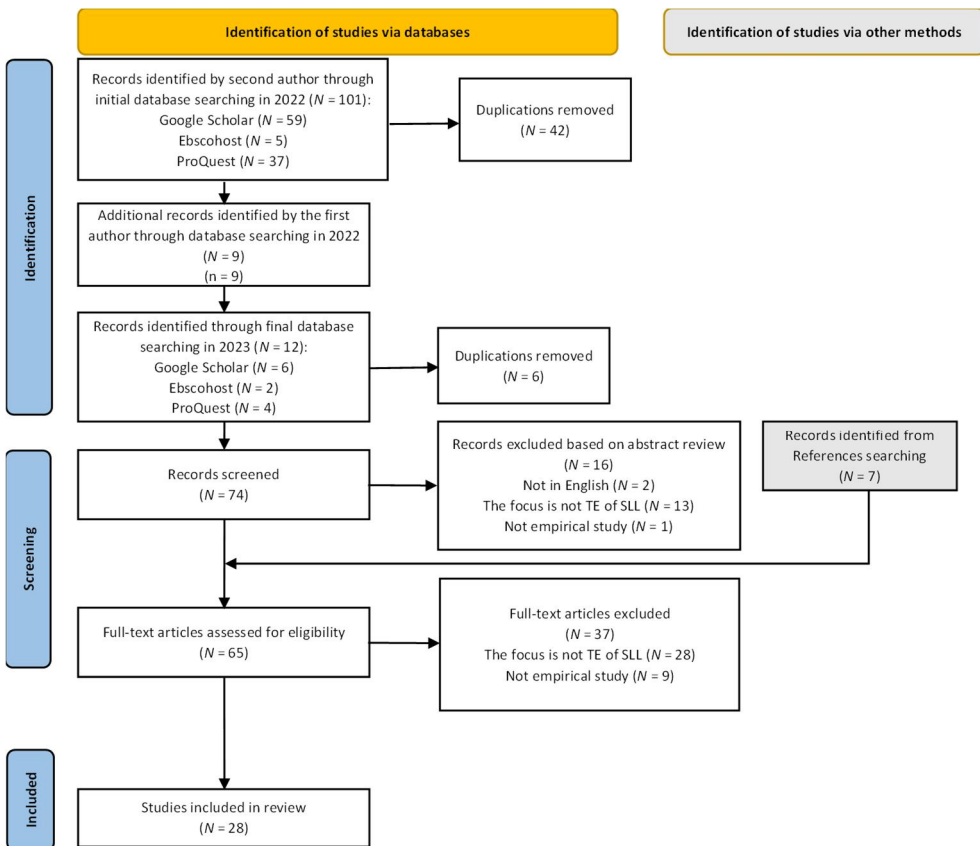 Identification of studies via databases
Identification of studies via other methods
Identification
Records identified by second author through
initial database searching in 2022 (N = 101):
Google Scholar (N = 59)
Ebscohost (N = 5)
ProQuest (N = 37)
Duplications removed
(N = 42)
Additional records identified by the first
author through database searching in 2022
(N = 9)
(n = 9)
Records identified through final database
searching in 2023 (N = 12):
Google Scholar (N = 6)
Ebscohost (N = 2)
ProQuest (N = 4)
Duplications removed
(N = 6)
Screening
Records screened
(N = 74)
Records excluded based on abstract review
(N = 16)
Not in English (N = 2)
The focus is not TE of SLL (N = 13)
Not empirical study (N = 1)
Records identified from
References searching
(N = 7)
Full-text articles assessed for eligibility
(N = 65)
Full-text articles excluded
(N = 37)
The focus is not TE of SLL (N = 28)
Not empirical study (N = 9)
Included
Studies included in review
(N = 28)